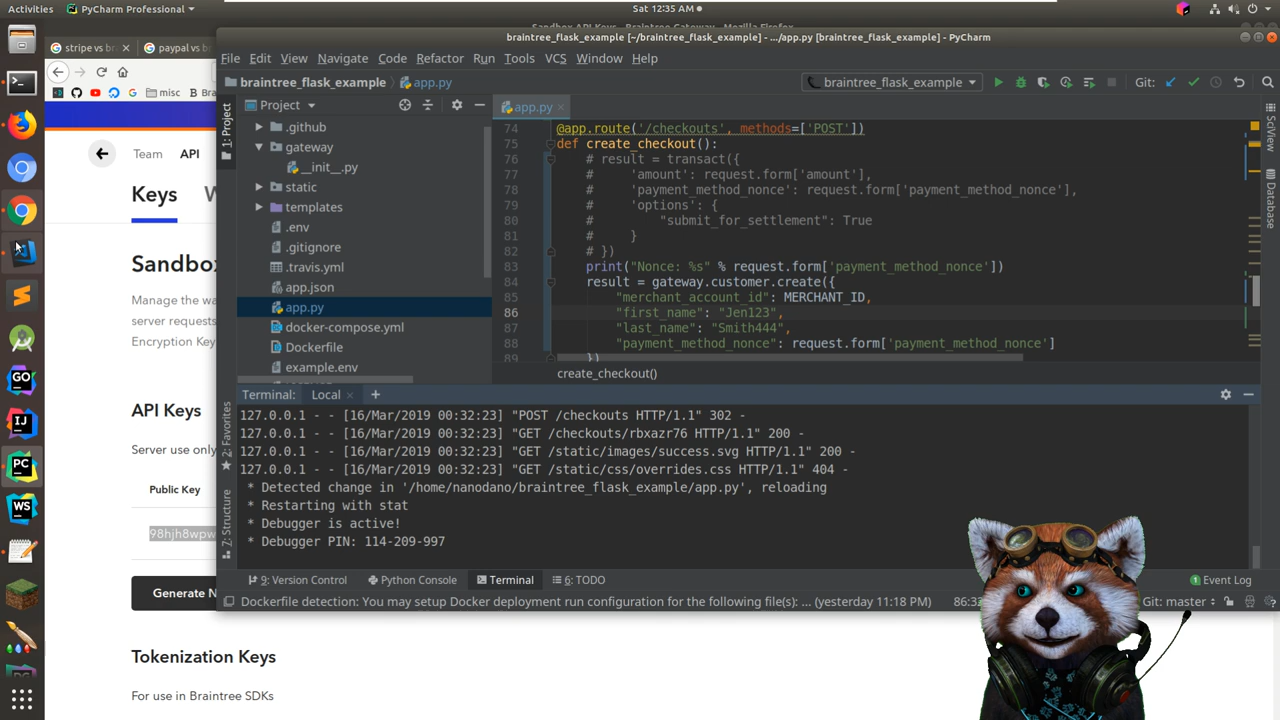 Activities
PyCharm Professional
Sat 12:35 AM
Sandbox API Keys - Braintree Gateway - Mozilla Firefox
stripe vs b
paypal vs b
braintree_flask_example [~/braintree_flask_example] - .../app.py [braintree_flask_example] - PyCharm
File Edit View Navigate Code Refactor Run Tools VCS Window Help
misc
Bra
braintree_flask_example
app.py
braintree_flask_example
Git:
Team
API
Keys
W
Sandbox
Manage the wa
server requests
Encryption Key
API Keys
Server use only
Public Key
98hjh8wpw
Generate N
Tokenization Keys
For use in Braintree SDKs
1: Project
Project
.github
gateway
__init__.py
static
templates
.env
.gitignore
.travis.yml
app.json
app.py
docker-compose.yml
Dockerfile
example.env
app.py
74 @app.route('/checkouts', methods=['POST'])
75 def create_checkout():
76 # result = transact({
77 # 'amount': request.form['amount'],
78 # 'payment_method_nonce': request.form['payment_method_nonce'],
79 # 'options': {
80 # "submit_for_settlement": True
81 # }
82 # })
83 print("Nonce: %s" % request.form['payment_method_nonce'])
84 result = gateway.customer.create({
85 "merchant_account_id": MERCHANT_ID,
86 "first_name": "Jen123",
87 "last_name": "Smith444",
88 "payment_method_nonce": request.form['payment_method_nonce']
89 })
create_checkout()
SciView
Database
2: Favorites
7: Structure
Terminal: Local
127.0.0.1 - - [16/Mar/2019 00:32:23] "POST /checkouts HTTP/1.1" 302 -
127.0.0.1 - - [16/Mar/2019 00:32:23] "GET /checkouts/rbxazr76 HTTP/1.1" 200 -
127.0.0.1 - - [16/Mar/2019 00:32:23] "GET /static/images/success.svg HTTP/1.1" 200 -
127.0.0.1 - - [16/Mar/2019 00:32:23] "GET /static/css/overrides.css HTTP/1.1" 404 -
* Detected change in '/home/nanodano/braintree_flask_example/app.py', reloading
* Restarting with stat
* Debugger is active!
* Debugger PIN: 114-209-997
9: Version Control
Python Console
Terminal
6: TODO
1 Event Log
Dockerfile detection: You may setup Docker deployment run configuration for the following file(s): ... (yesterday 11:18 PM)
Git: master